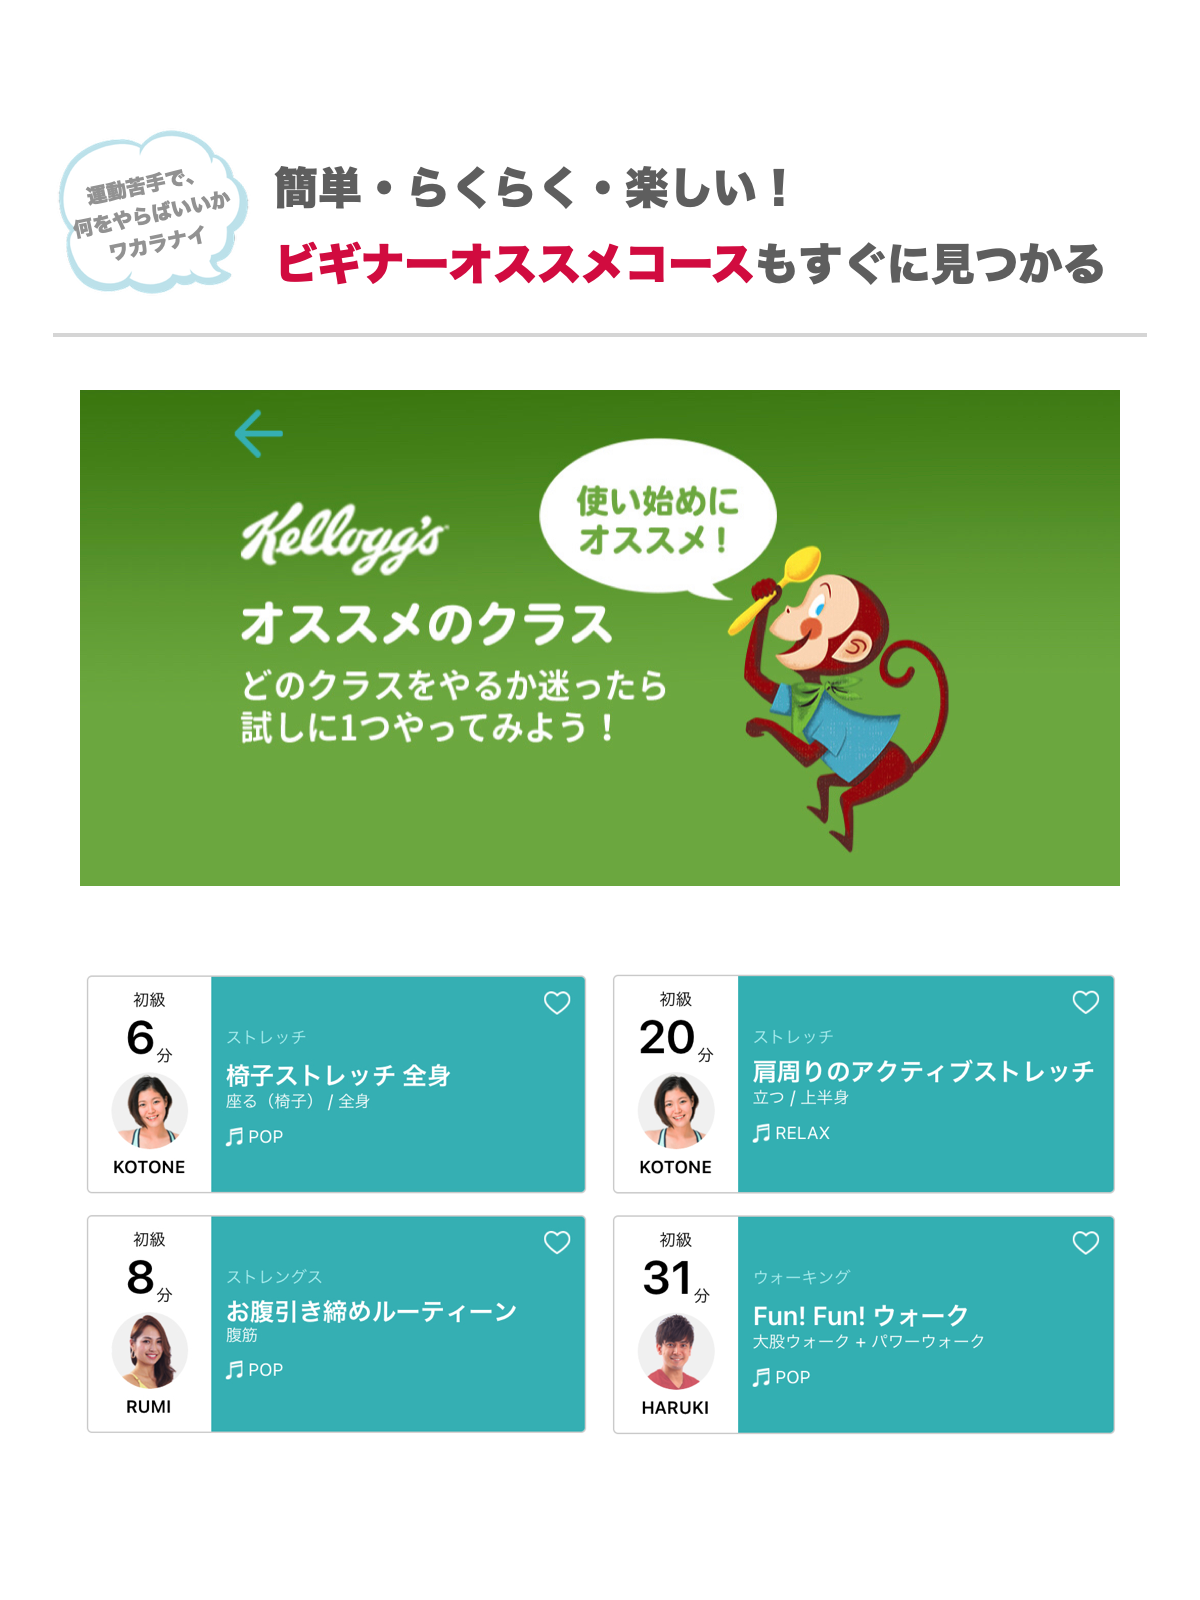 運動苦手で、
何をやらばいいか
ワカラナイ
簡単・らくらく・楽しい！
ビギナーオススメコースもすぐに見つかる
使い始めに
オススメ！
Kellogg's
オススメのクラス
どのクラスをやるか迷ったら
試しに1つやってみよう！
初級
6分
KOTONE
ストレッチ
椅子ストレッチ 全身
座る（椅子） / 全身
POP
初級
20分
KOTONE
ストレッチ
肩周りのアクティブストレッチ
立つ / 上半身
RELAX
初級
8分
RUMI
ストレングス
お腹引き締めルーティーン
腹筋
POP
初級
31分
HARUKI
ウォーキング
Fun! Fun! ウォーク
大股ウォーク + パワーウォーク
POP